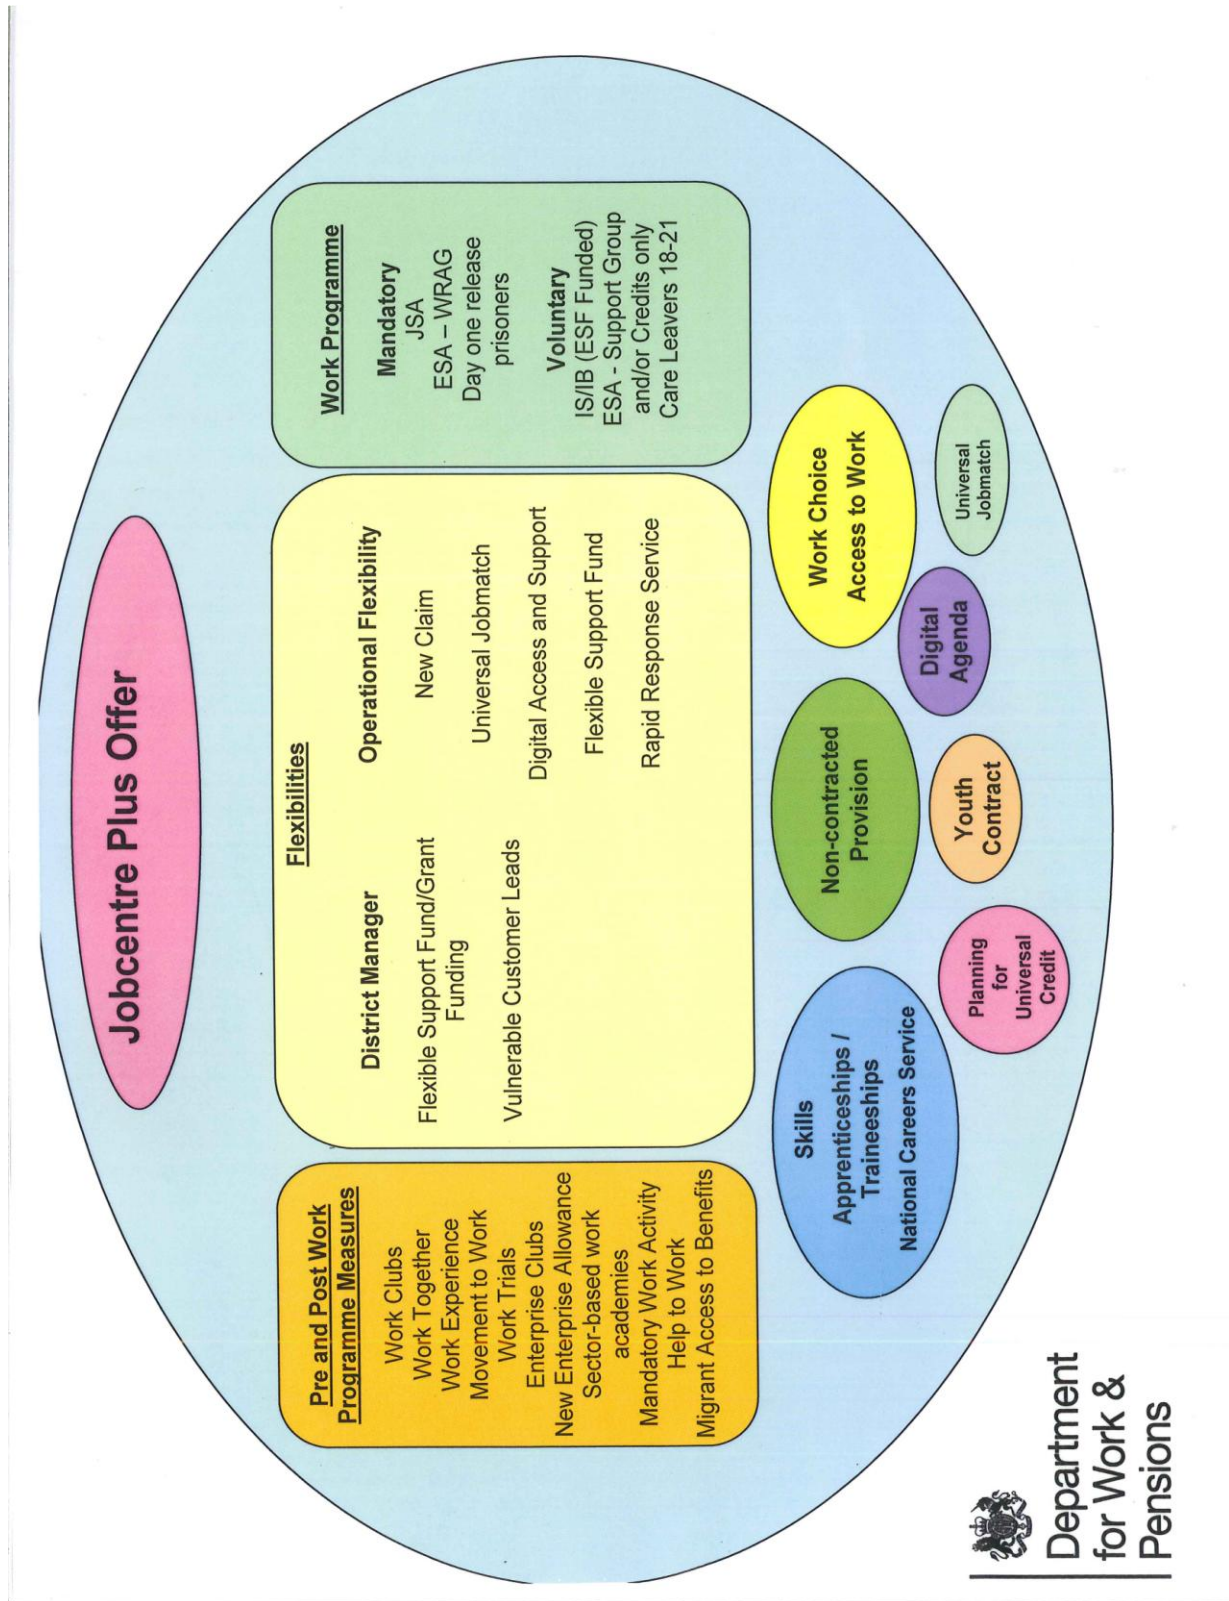 Jobcentre Plus Offer
Pre and Post Work
Programme Measures
Work Clubs
Work Together
Work Experience
Movement to Work
Work Trials
Enterprise Clubs
New Enterprise Allowance
Sector-based work
academies
Mandatory Work Activity
Help to Work
Migrant Access to Benefits
Flexibilities
District Manager
Flexible Support Fund/Grant
Funding
Vulnerable Customer Leads
Operational Flexibility
New Claim
Universal Jobmatch
Digital Access and Support
Flexible Support Fund
Rapid Response Service
Work Programme
Mandatory
JSA
ESA – WRAG
Day one release
prisoners
Voluntary
IS/IB (ESF Funded)
ESA - Support Group
and/or Credits only
Care Leavers 18-21
Skills
Apprenticeships /
Traineeships
National Careers Service
Non-contracted
Provision
Work Choice
Access to Work
Planning
for
Universal
Credit
Youth
Contract
Digital
Agenda
Universal
Jobmatch
Department
for Work &
Pensions